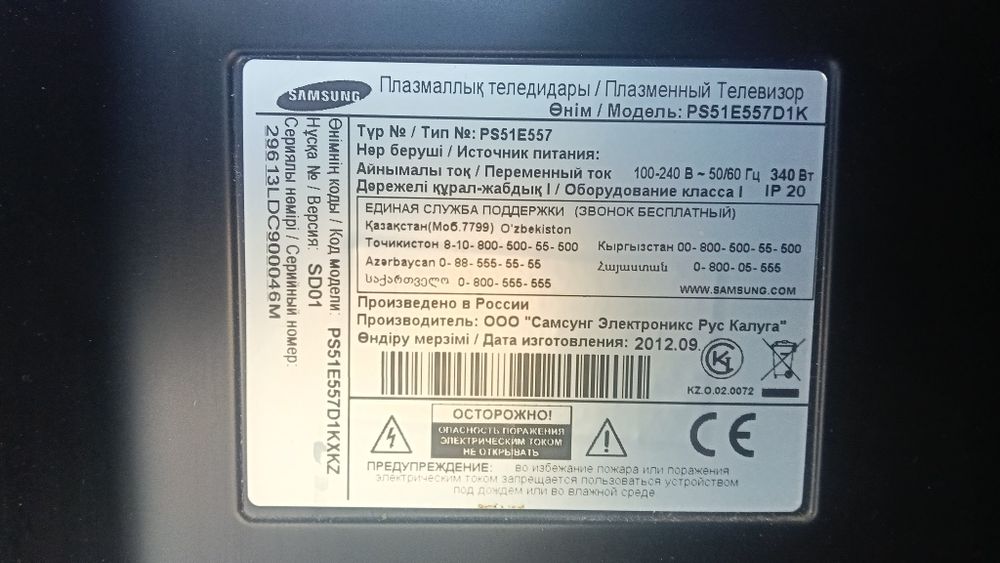 SAMSUNG
Плазмаллық теледидары / Плазменный Телевизор
Өнім / Модель: PS51E557D1K
Түр № / Тип №: PS51E557
Нәр беруші / Источник питания:
Айнымалы ток / Переменный ток 100-240 В ~ 50/60 Гц 340 Вт
Дәрежелі құрал-жабдық I / Оборудование класса I IP 20
ЕДИНАЯ СЛУЖБА ПОДДЕРЖКИ (ЗВОНОК БЕСПЛАТНЫЙ)
Қазақстан(Моб.7799) O'zbekiston
Точикистон 8-10-800-500-55-500 Кыргызстан 00-800-500-55-500
Azərbaycan 0-88-555-55-55 Հայաստան 0-800-05-555
საქართველო 0-800-555-555
WWW.SAMSUNG.COM
Произведено в России
Производитель: ООО "Самсунг Электроникс Рус Калуга"
Өндіру мерзімі / Дата изготовления: 2012.09.
KZ.O.02.0072
ОСТОРОЖНО!
ОПАСНОСТЬ ПОРАЖЕНИЯ
ЭЛЕКТРИЧЕСКИМ ТОКОМ
НЕ ОТКРЫВАТЬ
CE
ПРЕДУПРЕЖДЕНИЕ: во избежание пожара или поражения
электрическим током запрещается пользоваться устройством
под дождем или во влажной среде
Өнімнің коды / Код модели: PS51E557D1KXKZ
Нұсқа № / Версия: SD01
Сериялы нөмірі / Серийный номер:
29613LDC900046M